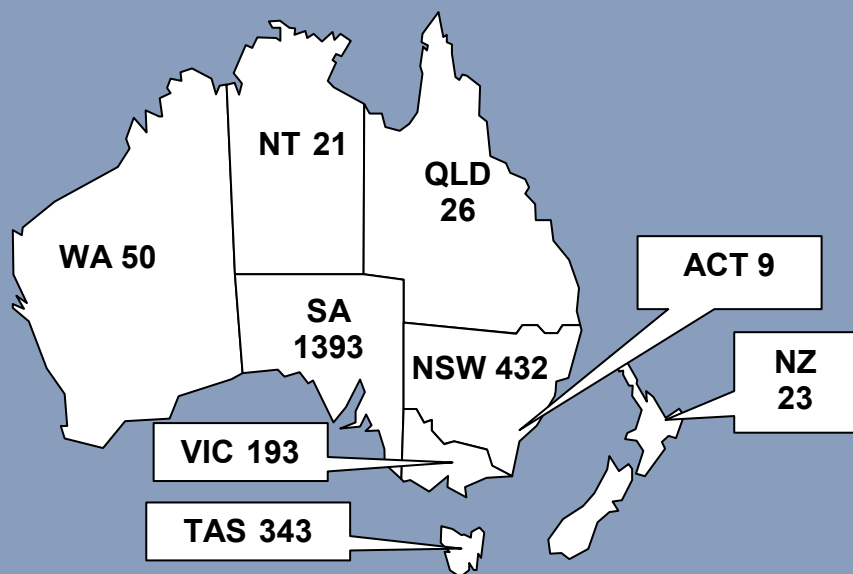 NT 21
QLD
26
WA 50
ACT 9
SA
1393
NSW 432
NZ
23
VIC 193
TAS 343